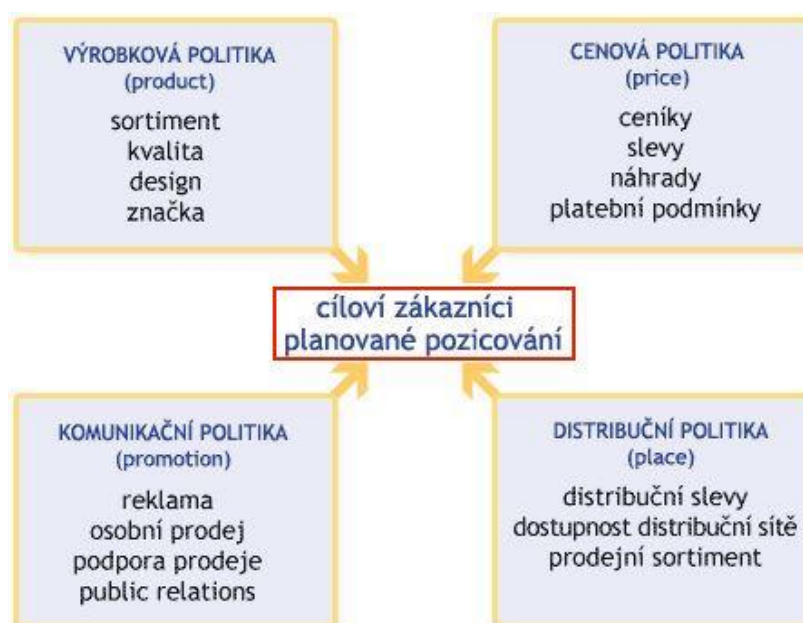 VÝROBKOVÁ POLITIKA
(product)
sortiment
kvalita
design
značka
CENOVÁ POLITIKA
(price)
ceníky
slevy
náhrady
platební podmínky
cíloví zákazníci
planované pozicování
KOMUNIKAČNÍ POLITIKA
(promotion)
reklama
osobní prodej
podpora prodeje
public relations
DISTRIBUČNÍ POLITIKA
(place)
distribuční slevy
dostupnost distribuční sítě
prodejní sortiment